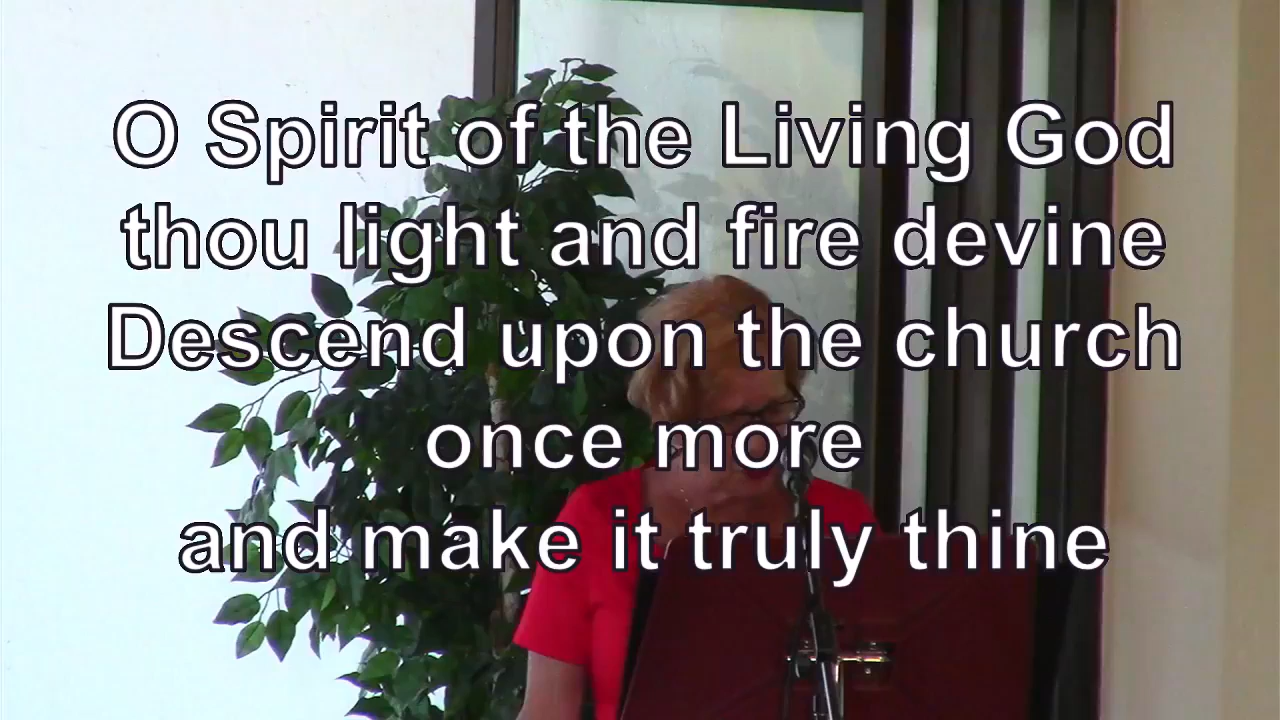 O Spirit of the Living God
thou light and fire devine
Descend upon the church
once more
and make it truly thine